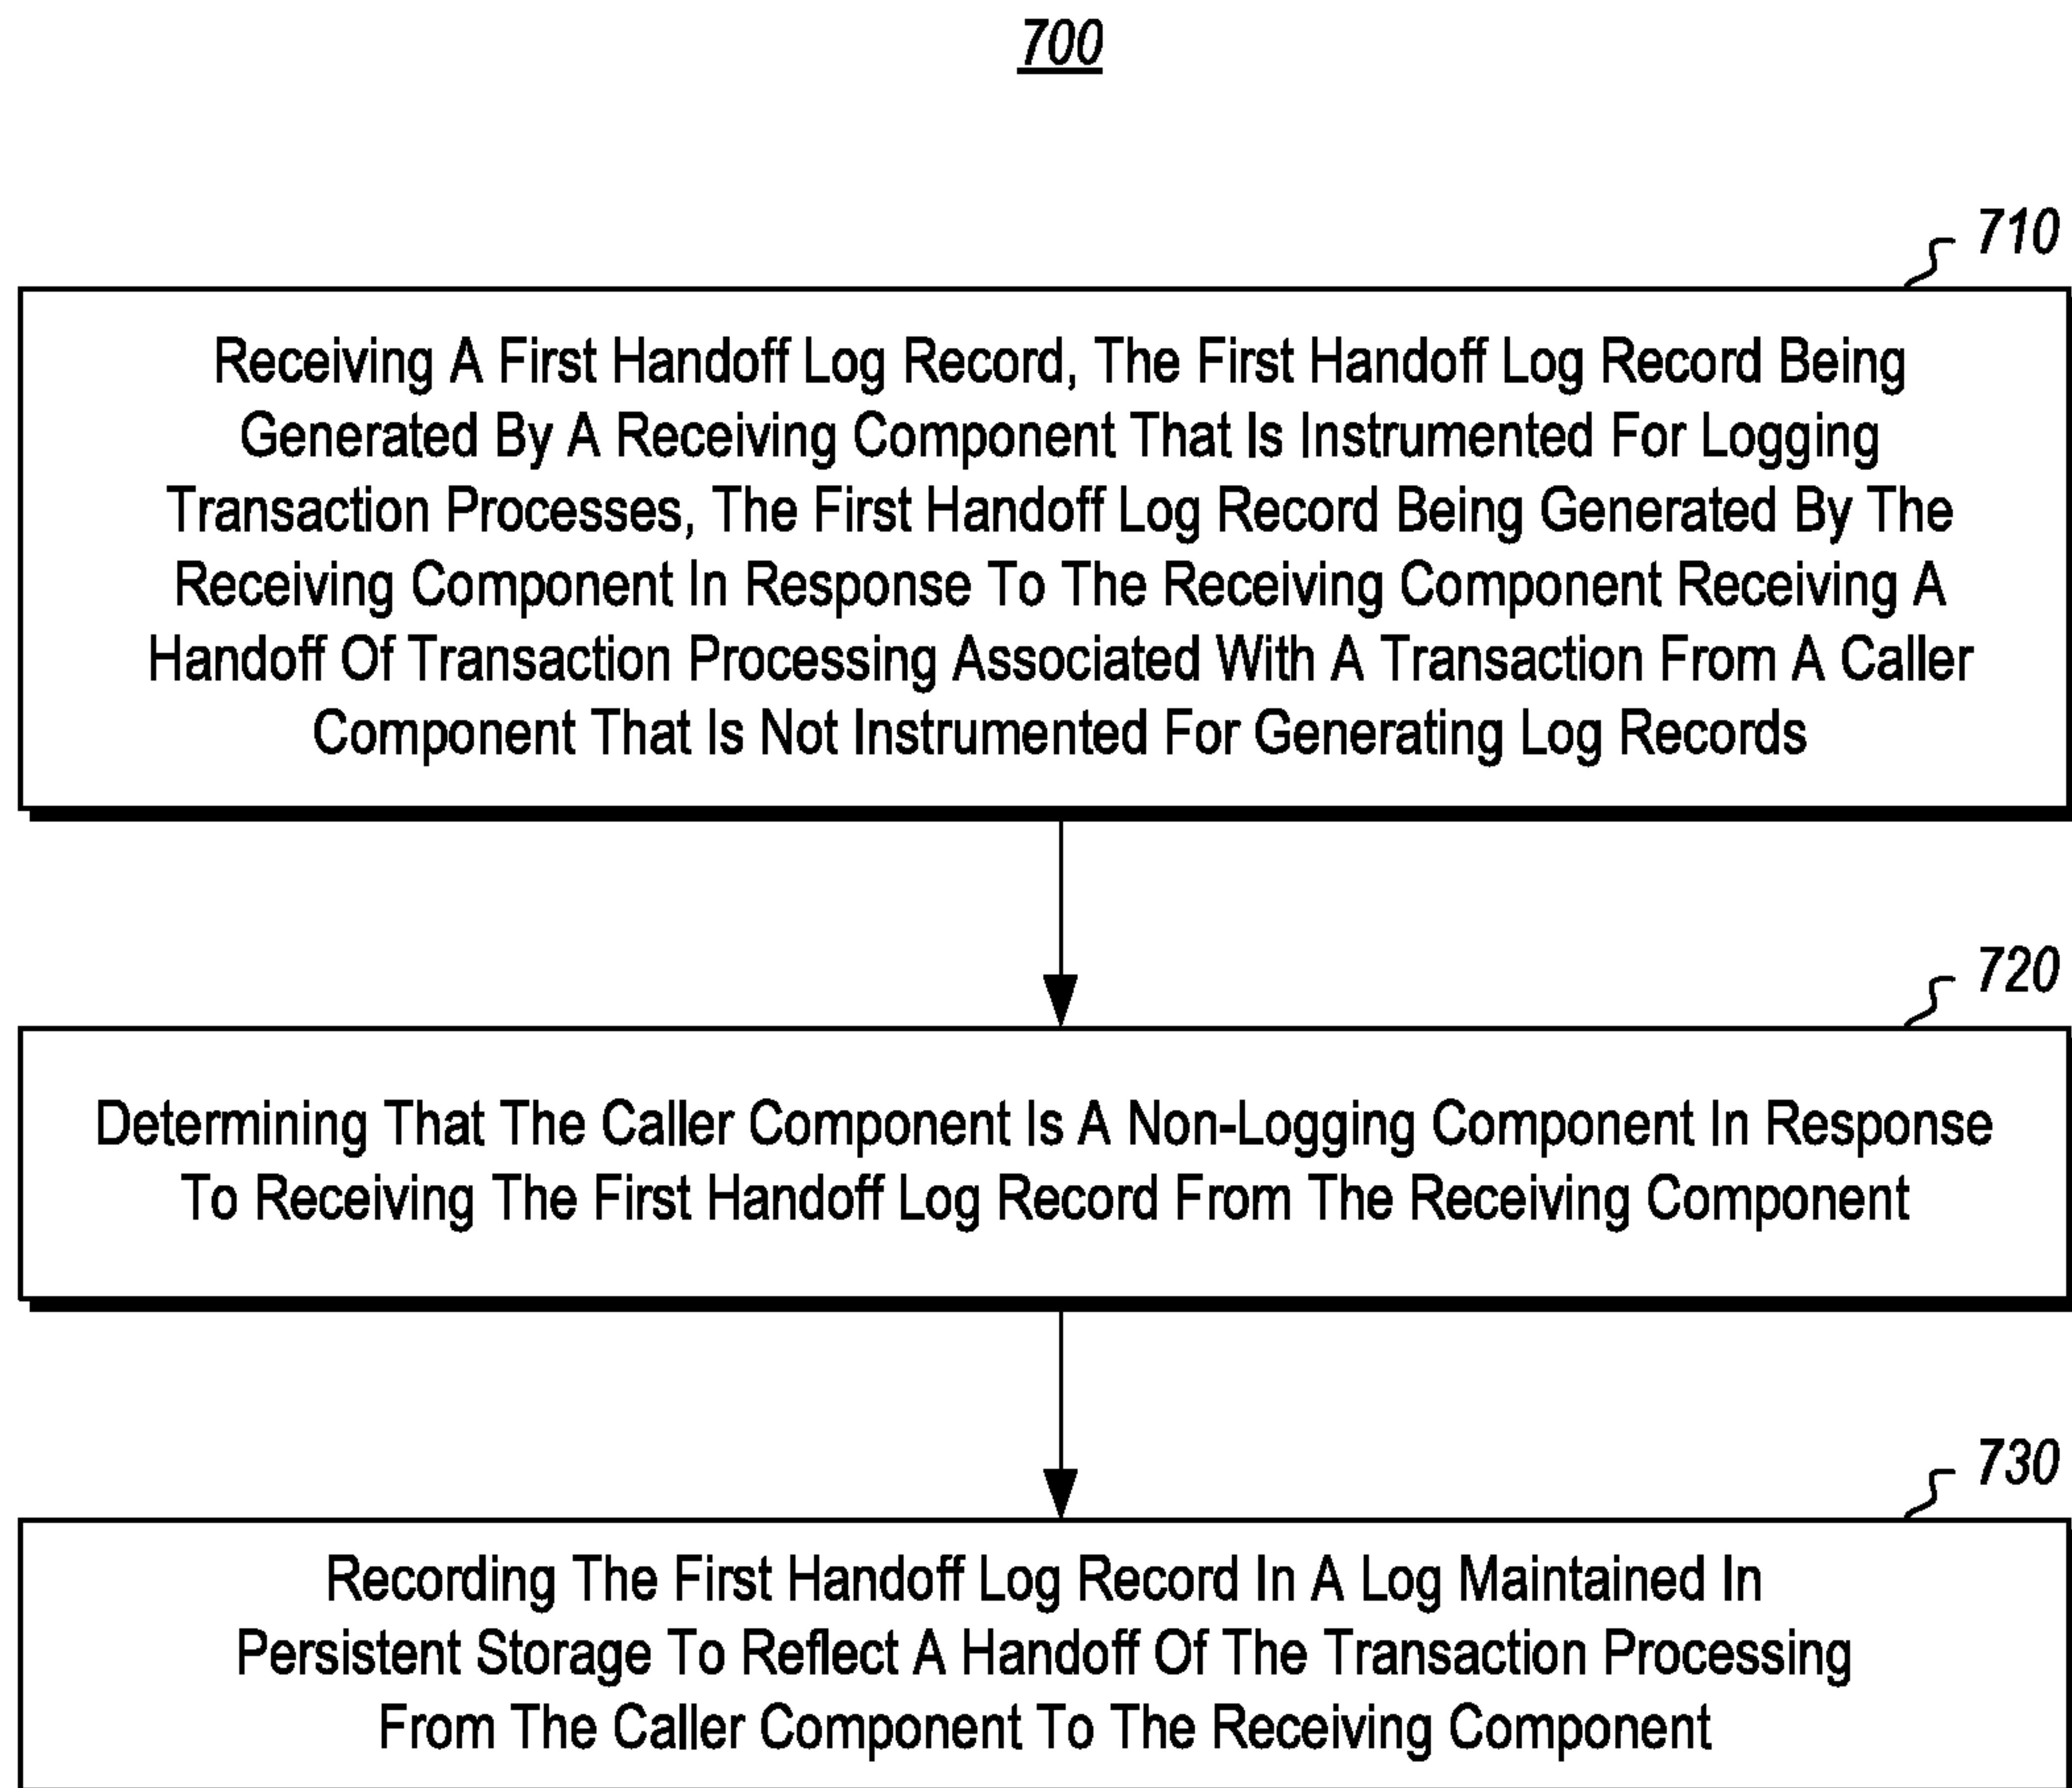 700
710
Receiving A First Handoff Log Record, The First Handoff Log Record Being
Generated By A Receiving Component That Is Instrumented For Logging
Transaction Processes, The First Handoff Log Record Being Generated By The
Receiving Component In Response To The Receiving Component Receiving A
Handoff Of Transaction Processing Associated With A Transaction From A Caller
Component That Is Not Instrumented For Generating Log Records
720
Determining That The Caller Component Is A Non-Logging Component In Response
To Receiving The First Handoff Log Record From The Receiving Component
730
Recording The First Handoff Log Record In A Log Maintained In
Persistent Storage To Reflect A Handoff Of The Transaction Processing
From The Caller Component To The Receiving Component